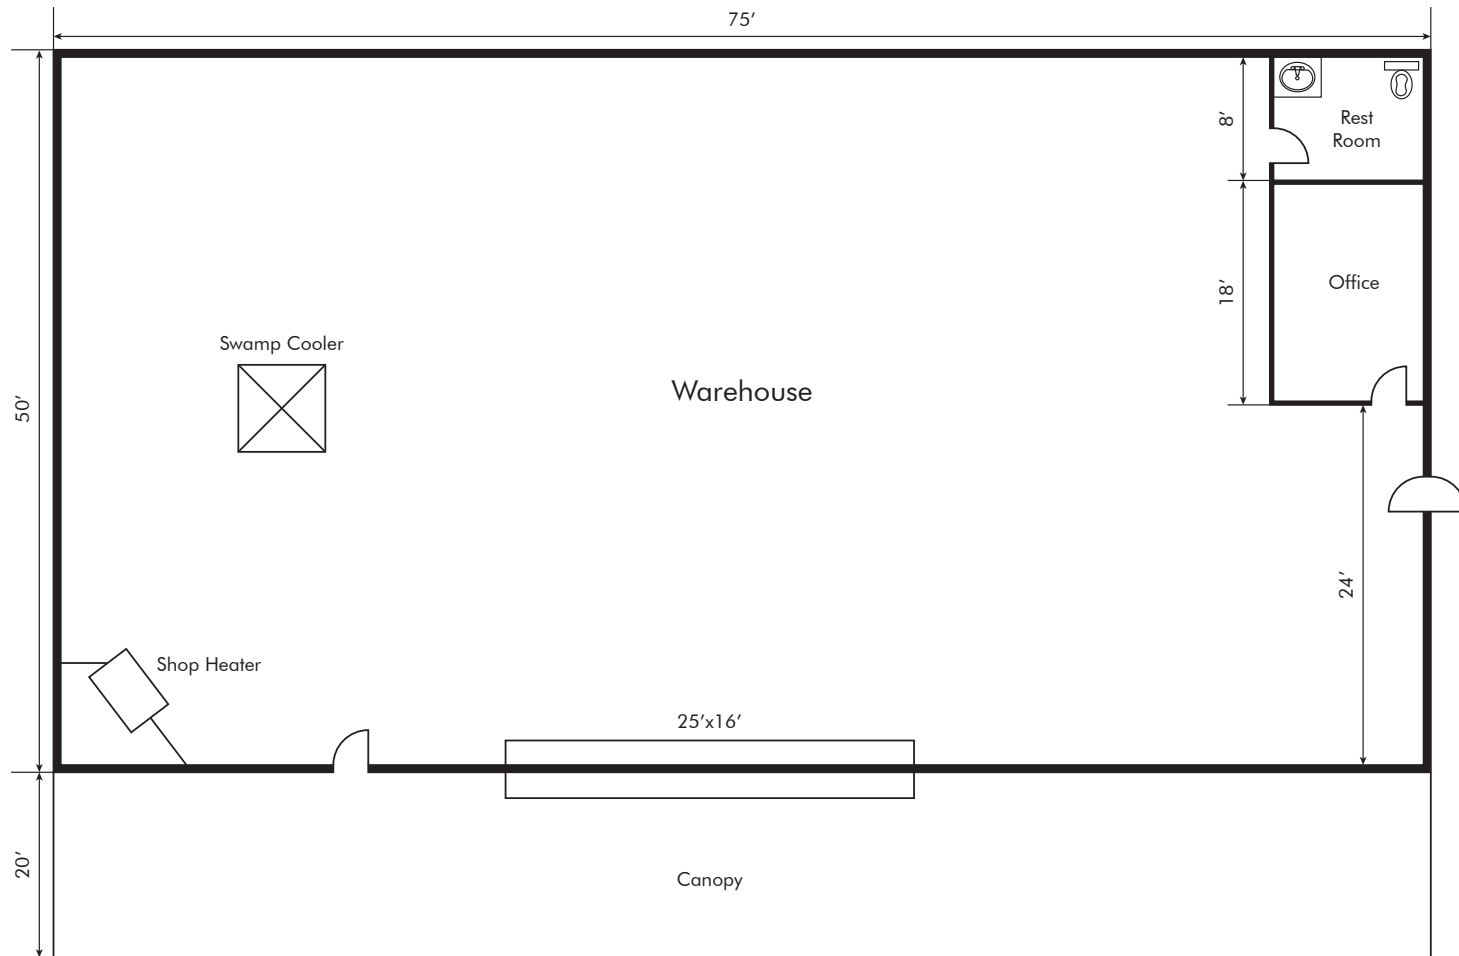 75′
8′
Rest
Room
18′
Office
Swamp Cooler
Warehouse
50′
24′
Shop Heater
25′x16′
20′
Canopy